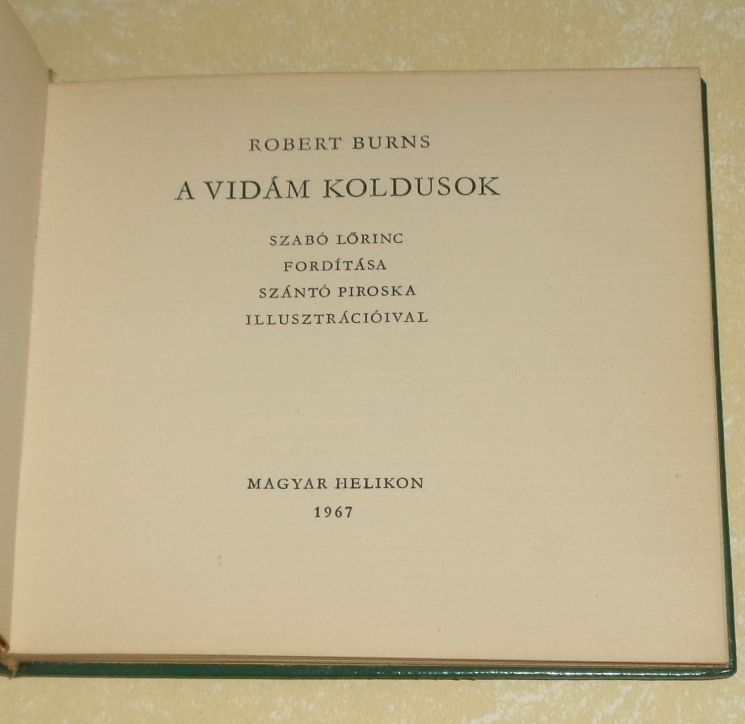 ROBERT BURNS
A VIDÁM KOLDUSOK
SZABÓ LŐRINC
FORDÍTÁSA
SZÁNTÓ PIROSKA
ILLUSZTRÁCIÓIVAL
MAGYAR HELIKON
1967